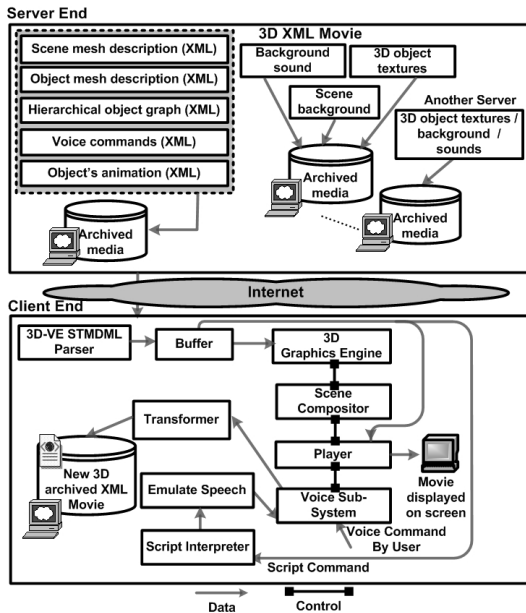 Server End
Scene mesh description (XML)
Object mesh description (XML)
Hierarchical object graph (XML)
Voice commands (XML)
Object's animation (XML)
Archived
media
3D XML Movie
Background
sound
3D object
textures
Scene
background
Another Server
3D object textures /
background /
sounds
Archived
media
Archived
media
Internet
Client End
3D-VE STMDML
Parser
Buffer
3D
Graphics Engine
Scene
Compositor
Transformer
Player
New 3D
archived XML
Movie
Emulate Speech
Voice Sub-
System
Movie
displayed
on screen
Script Interpreter
Voice Command
By User
Script Command
Data
Control